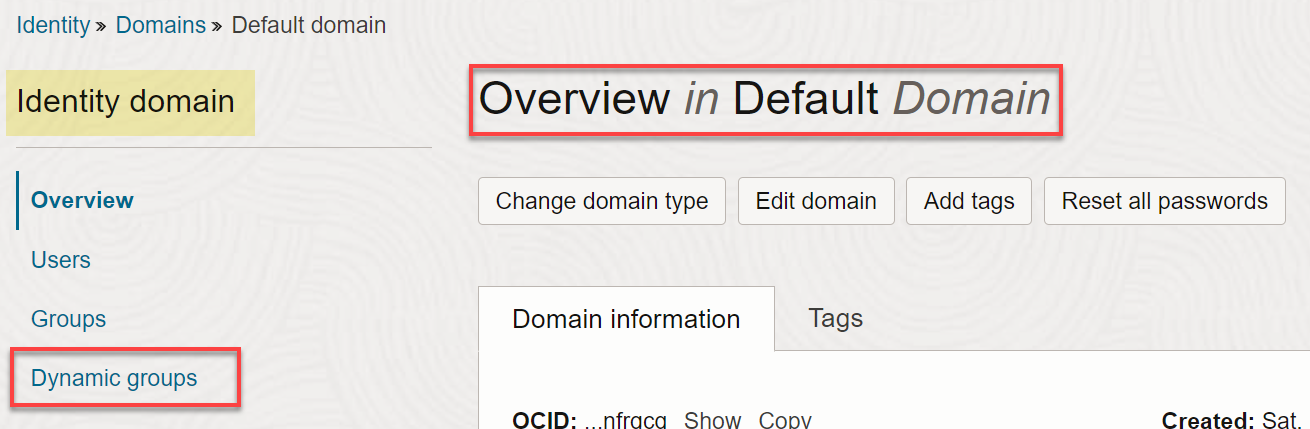 Identity » Domains » Default domain
Identity domain
Overview in Default Domain
Overview
Users
Groups
Dynamic groups
Change domain type Edit domain Add tags Reset all passwords
Domain information Tags
OCID: ...nfrqcq Show Copy Created: Sat,